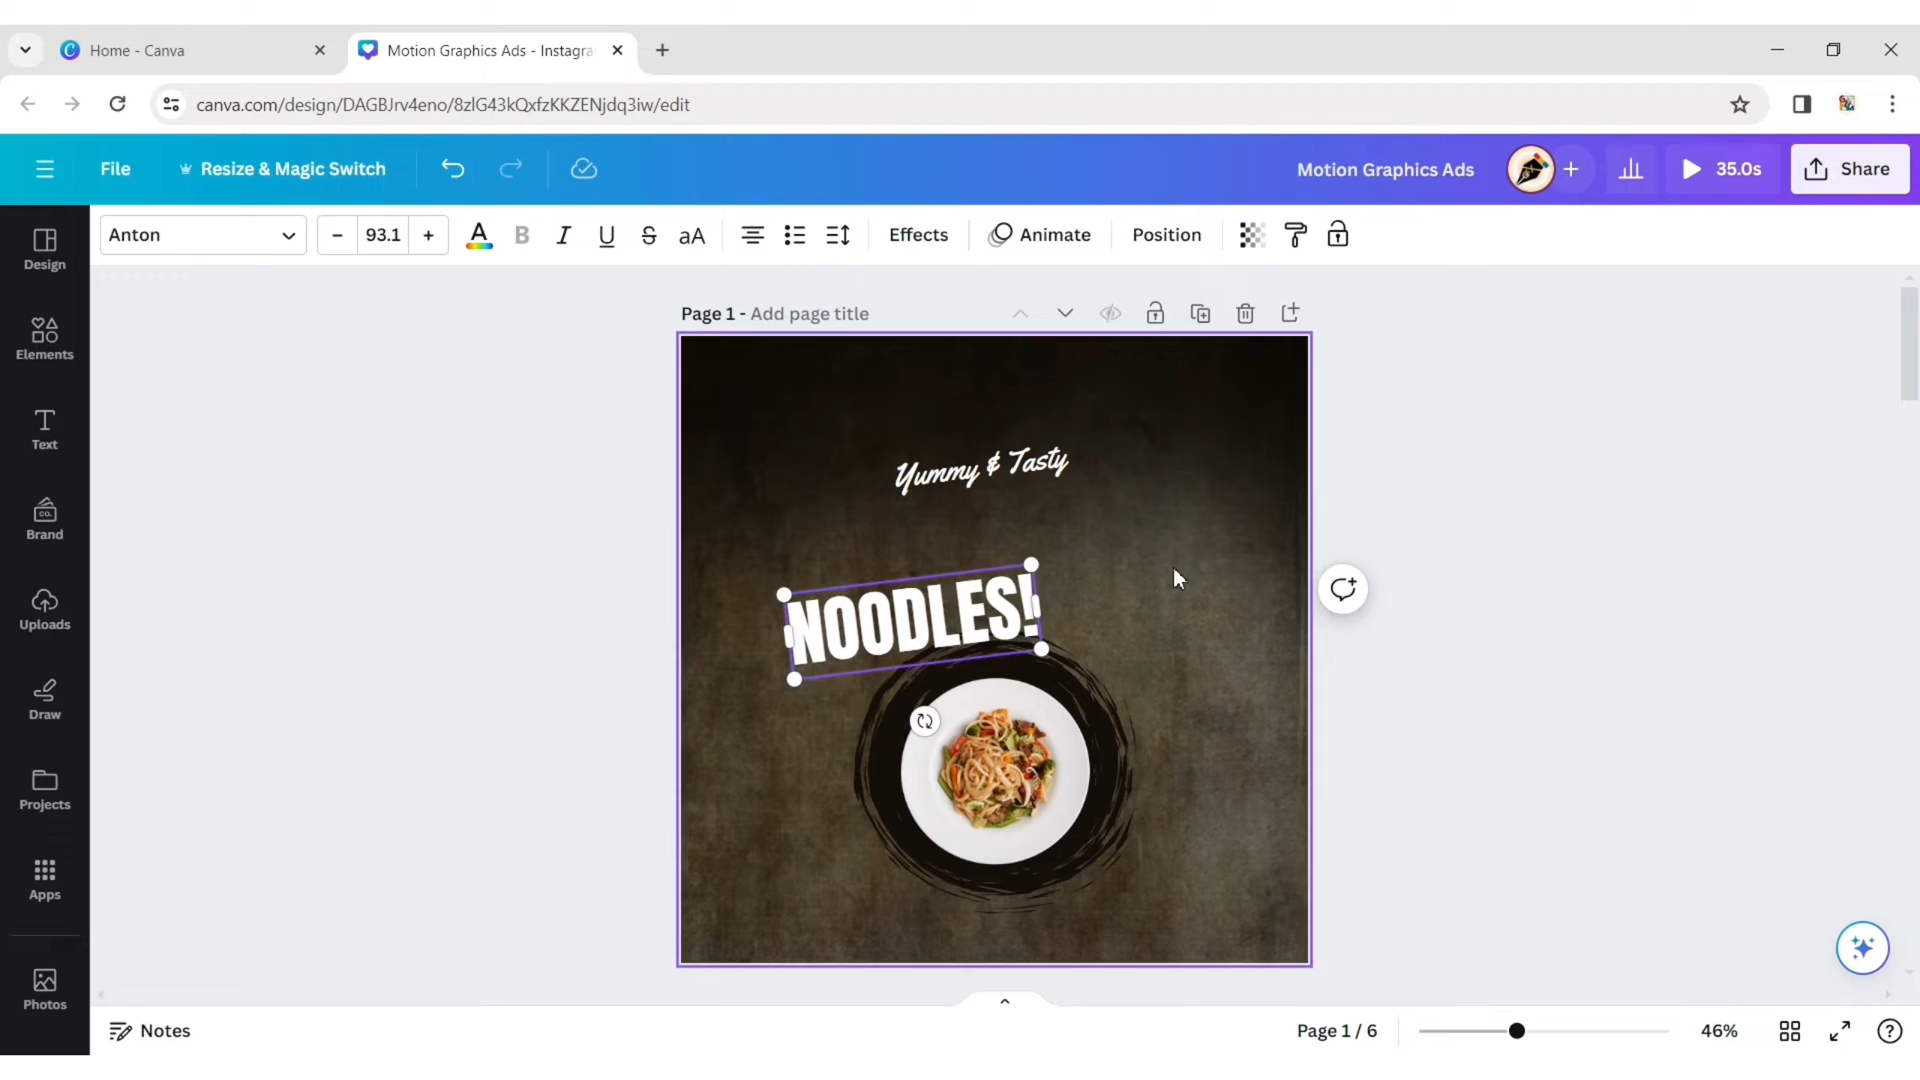 Home - Canva
Motion Graphics Ads - Instagra
canva.com/design/DAGBJrv4eno/8zlG43kQxfzKKZENjdq3iw/edit
File
Resize & Magic Switch
Motion Graphics Ads
35.0s
Share
Anton
93.1
A
B
I
U
S
aA
Effects
Animate
Position
Design
Elements
Text
Brand
Uploads
Draw
Projects
Apps
Photos
Page 1 - Add page title
Yummy & Tasty
NOODLES!
Notes
Page 1 / 6
46%